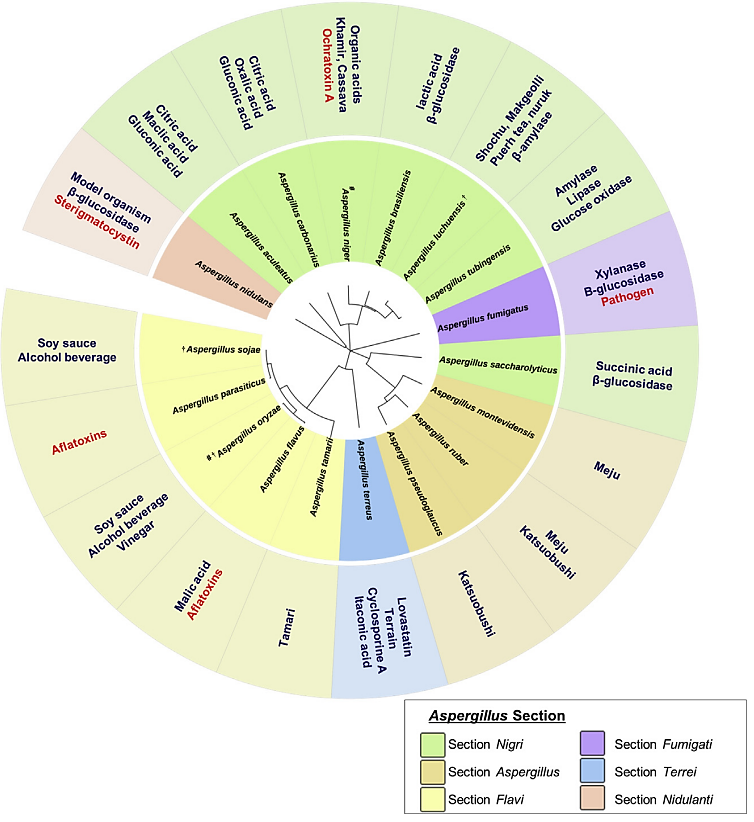 Model organism
β-glucosidase
Sterigmatocystin
Citric acid
Maclic acid
Gluconic acid
Citric acid
Oxalic acid
Gluconic acid
Organic acids
Khamir, Cassava
Ochratoxin A
lactic acid
β-glucosidase
Shochu, Makgeolli
Puerh tea, nuruk
β-amylase
Amylase
Lipase
Glucose oxidase
Xylanase
B-glucosidase
Pathogen
Succinic acid
β-glucosidase
Meju
Meju
Katsuobushi
Katsuobushi
Lovastatin
Terrain
Cyclosporine A
Itaconic acid
Tamari
Malic acid
Aflatoxins
Soy sauce
Alcohol beverage
Vinegar
Aflatoxins
Soy sauce
Alcohol beverage
Aspergillus nidulans
Aspergillus aculeatus
Aspergillus carbonarius
# Aspergillus niger
Aspergillus brasiliensis
Aspergillus luchuensis †
Aspergillus tubingensis
Aspergillus fumigatus
Aspergillus saccharolyticus
Aspergillus montevidensis
Aspergillus ruber
Aspergillus pseudoglaucus
Aspergillus terreus
Aspergillus tamarii
Aspergillus flavus
# † Aspergillus oryzae
Aspergillus parasiticus
† Aspergillus sojae
Aspergillus Section
Section Nigri
Section Fumigati
Section Aspergillus
Section Terrei
Section Flavi
Section Nidulanti